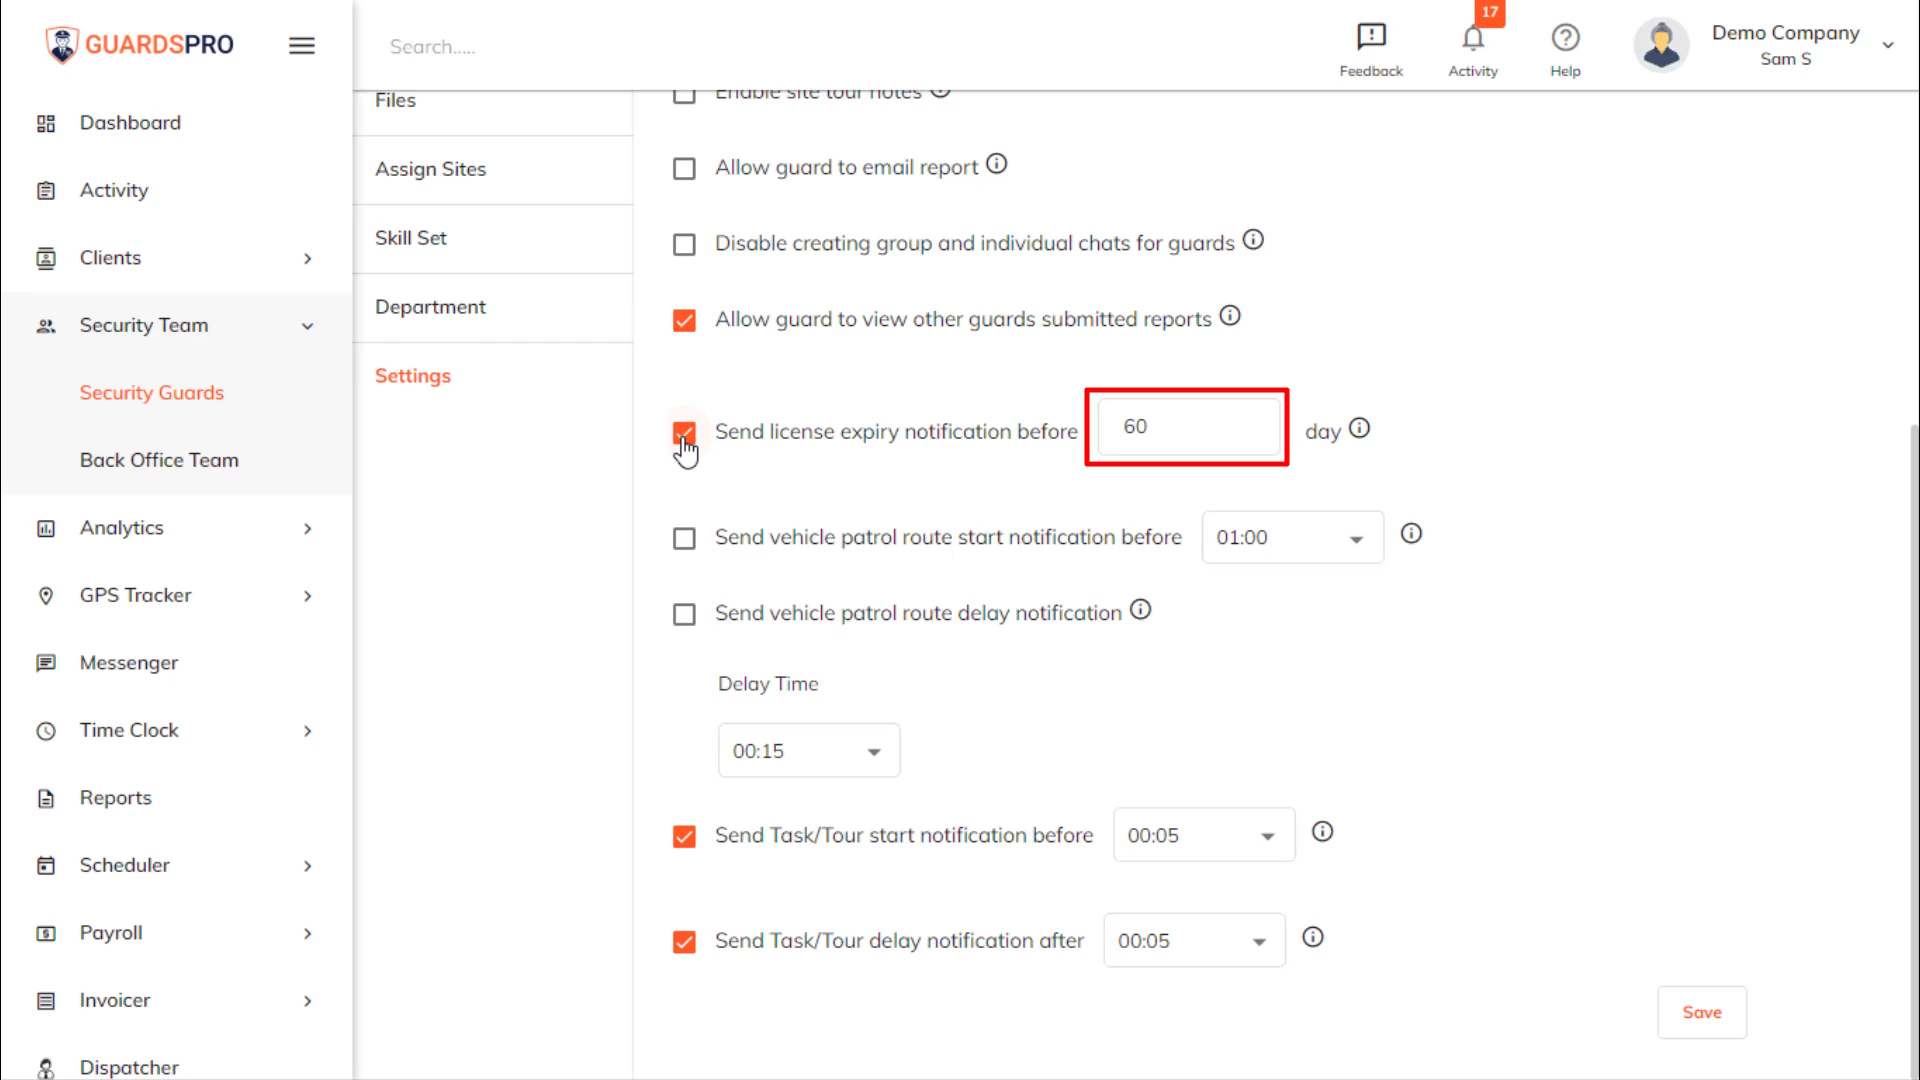 GUARDSPRO
Search.....
Feedback
17
Activity
Help
Demo Company
Sam S
Dashboard
Activity
Clients
Security Team
Security Guards
Back Office Team
Analytics
GPS Tracker
Messenger
Time Clock
Reports
Scheduler
Payroll
Invoicer
Dispatcher
Files
Assign Sites
Skill Set
Department
Settings
Enable site tour notes
Allow guard to email report
Disable creating group and individual chats for guards
Allow guard to view other guards submitted reports
Send license expiry notification before 60 day
Send vehicle patrol route start notification before 01:00
Send vehicle patrol route delay notification
Delay Time
00:15
Send Task/Tour start notification before 00:05
Send Task/Tour delay notification after 00:05
Save